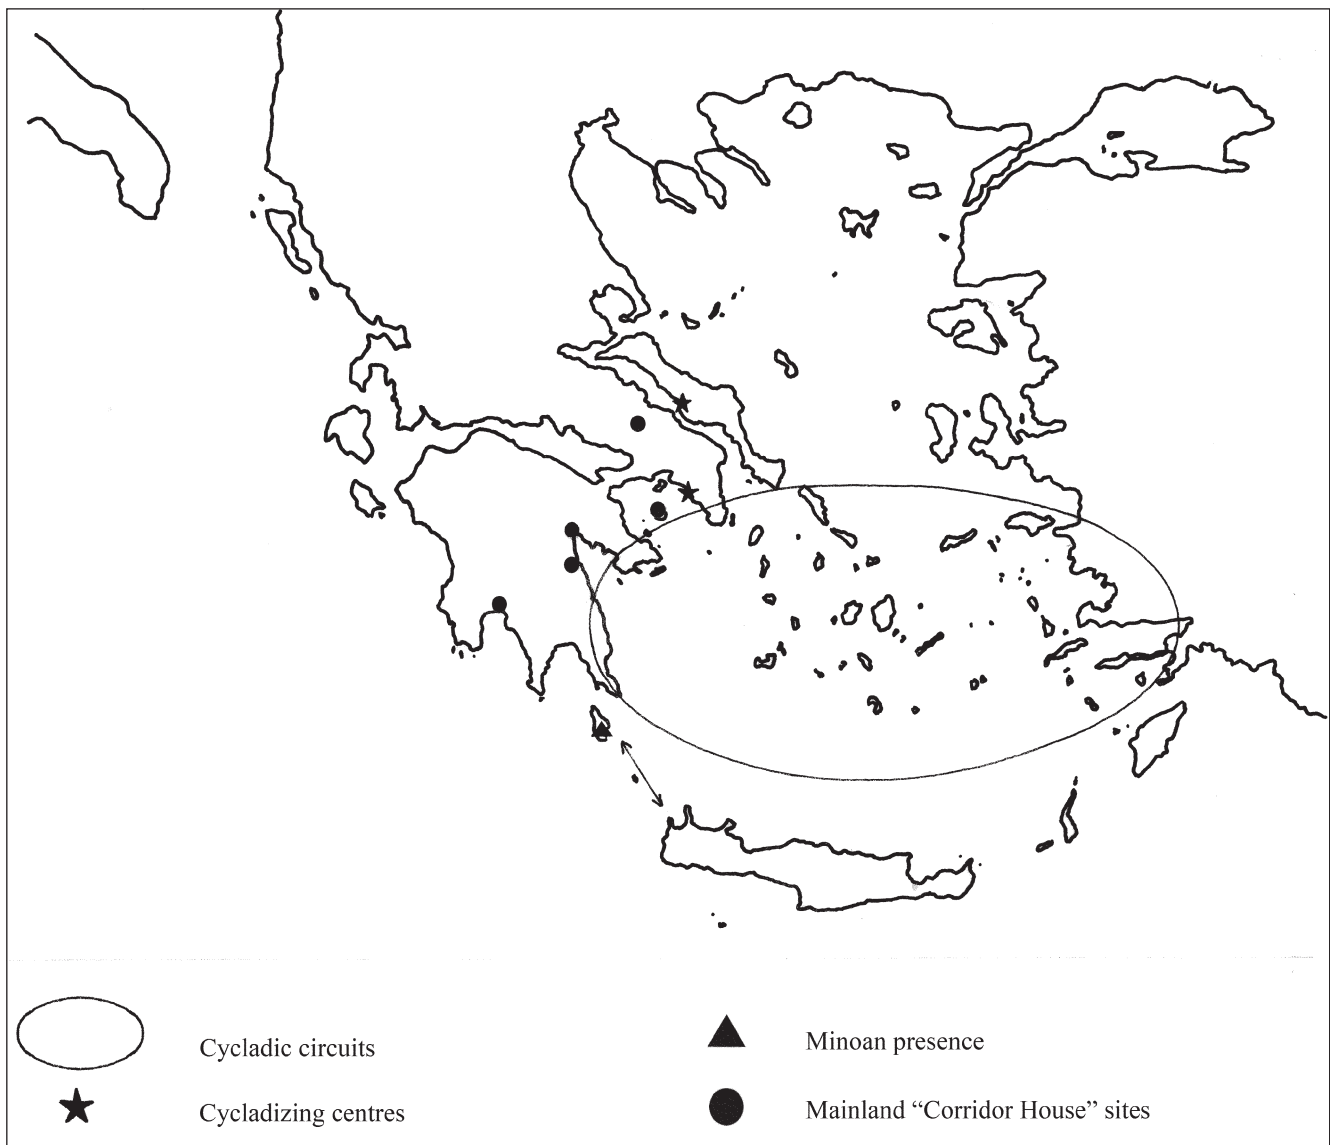 Cycladic circuits
Cycladizing centres
Minoan presence
Mainland “Corridor House” sites